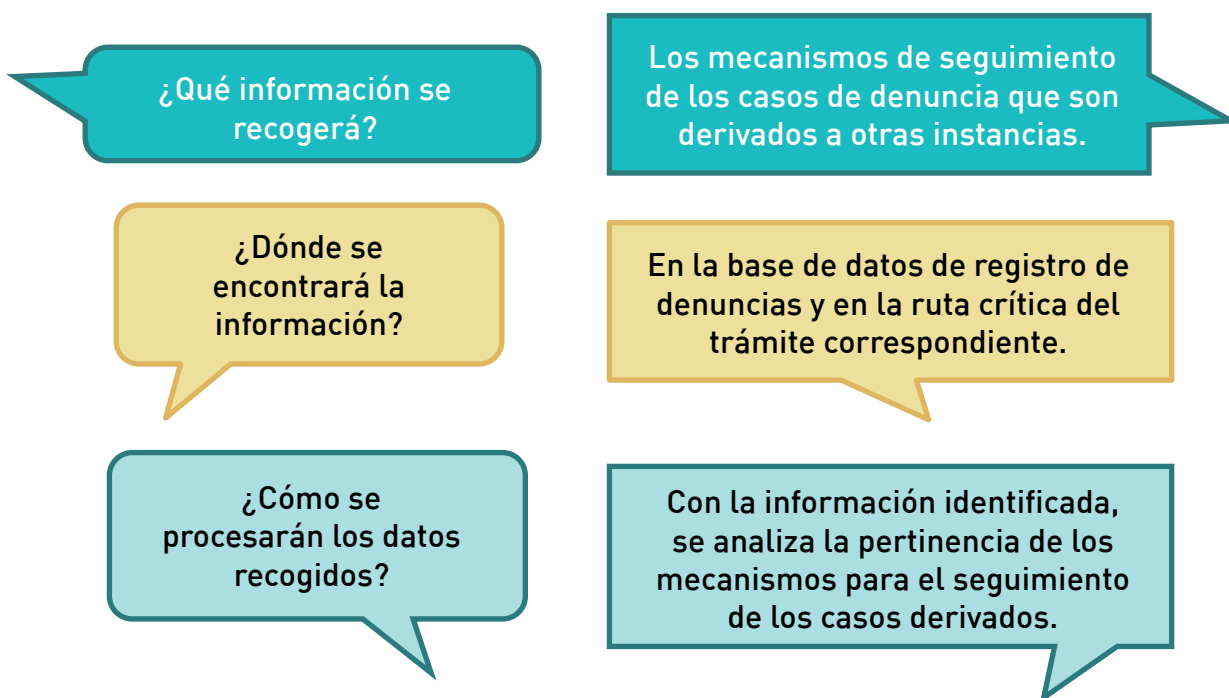 ¿Qué información se
recogerá?
Los mecanismos de seguimiento
de los casos de denuncia que son
derivados a otras instancias.
¿Dónde se
encontrará la
información?
En la base de datos de registro de
denuncias y en la ruta crítica del
trámite correspondiente.
¿Cómo se
procesarán los datos
recogidos?
Con la información identificada,
se analiza la pertinencia de los
mecanismos para el seguimiento
de los casos derivados.